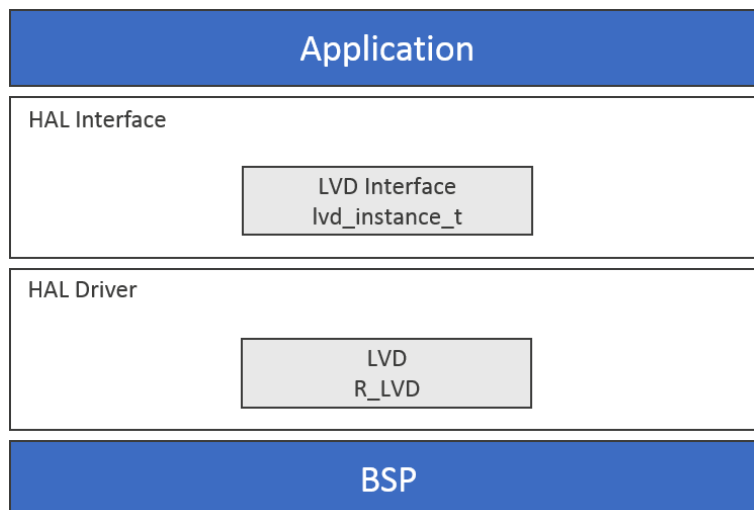 Application
HAL Interface
LVD Interface
lvd_instance_t
HAL Driver
LVD
R_LVD
BSP